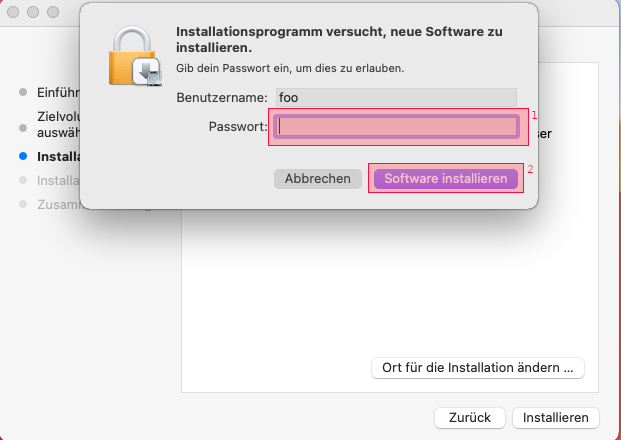 Installationsprogramm versucht, neue Software zu
installieren.
Gib dein Passwort ein, um dies zu erlauben.
Benutzername: foo
Passwort:
1
Abbrechen
Software installieren
2
Einführ
Zielvolu
auswäh
Installa
Installa
Zusamm
ser
Ort für die Installation ändern ...
Zurück
Installieren